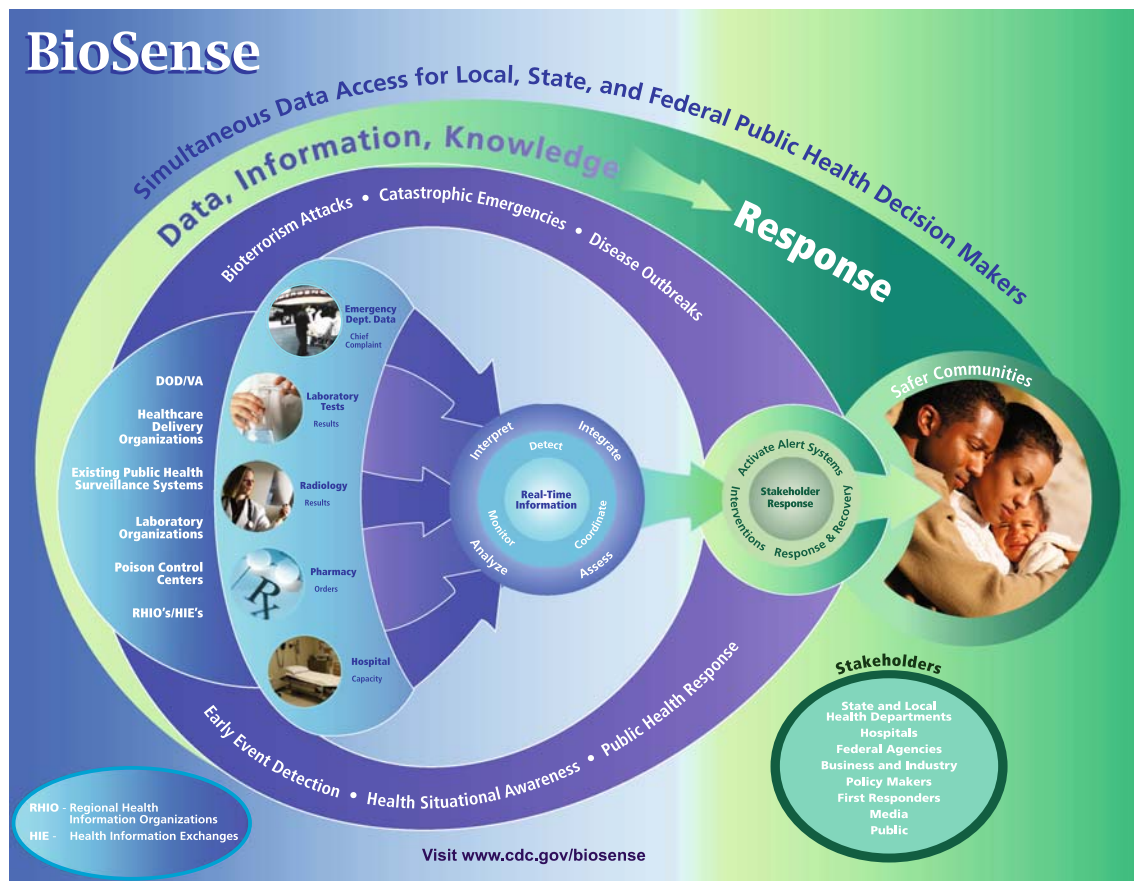 BioSense
Simultaneous Data Access for Local, State, and Federal Public Health Decision Makers
Data, Information, Knowledge
Response
Bioterrorism Attacks • Catastrophic Emergencies • Disease Outbreaks
Emergency
Dept. Data
Chief
Complaint
Laboratory
Tests
Results
Radiology
Results
Pharmacy
Orders
Hospital
Capacity
DOD/VA
Healthcare
Delivery
Organizations
Existing Public Health
Surveillance Systems
Laboratory
Organizations
Poison Control
Centers
RHIO's/HIE's
Rx
Interpret
Integrate
Detect
Real-Time
Information
Monitor
Coordinate
Analyze
Assess
Activate Alert Systems
Stakeholder
Response
Interventions
Response & Recovery
Safer Communities
Early Event Detection • Health Situational Awareness • Public Health Response
Stakeholders
State and Local
Health Departments
Hospitals
Federal Agencies
Business and Industry
Policy Makers
First Responders
Media
Public
RHIO - Regional Health
Information Organizations
HIE - Health Information Exchanges
Visit www.cdc.gov/biosense